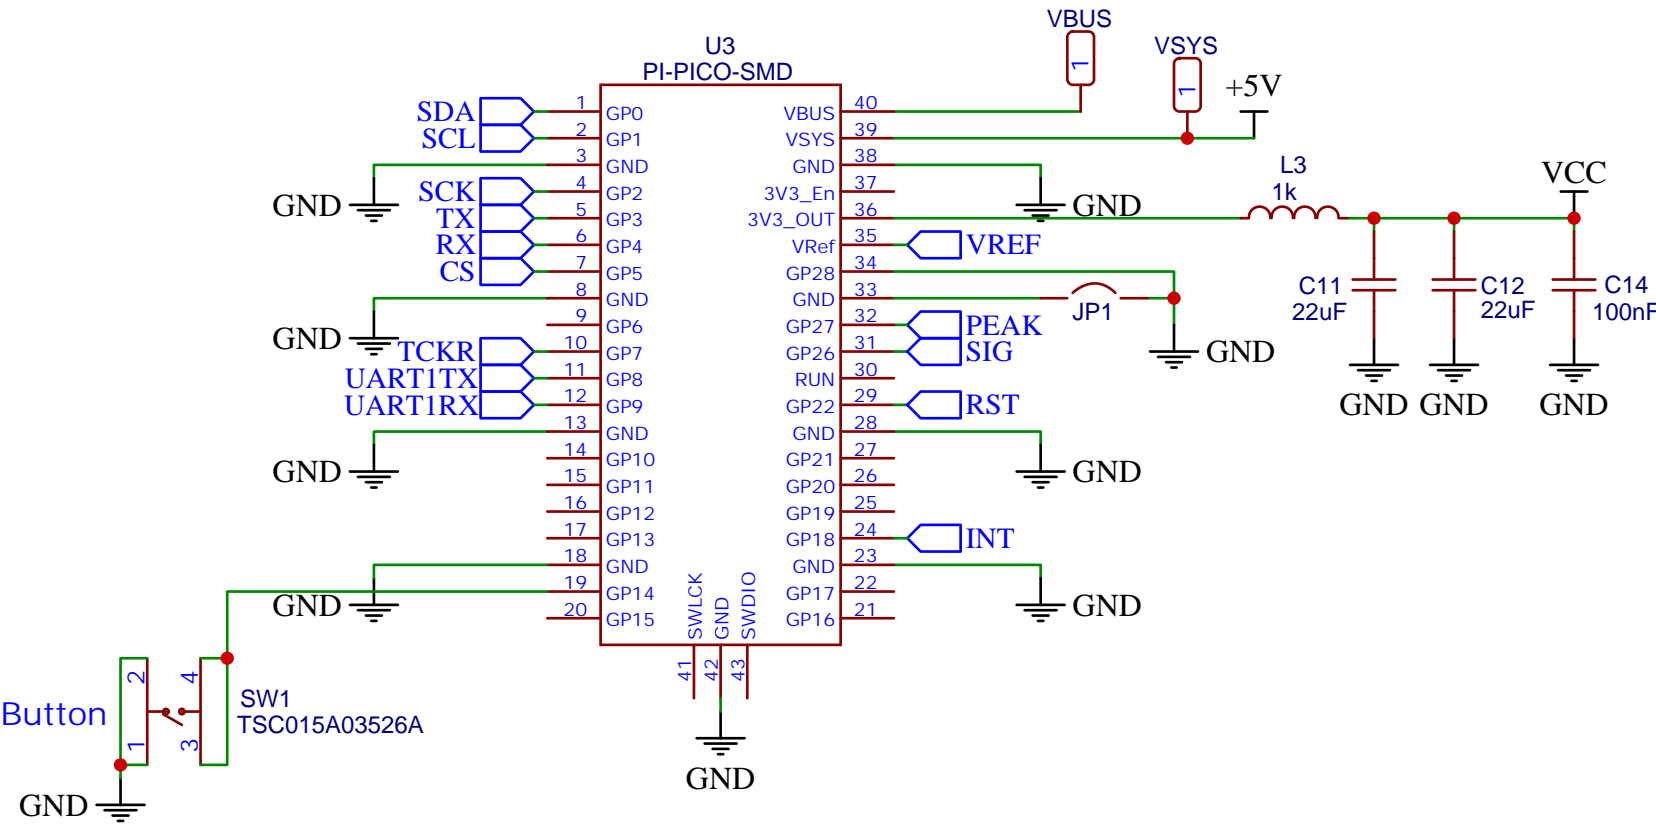 VBUS
1
VSYS
1
+5V
U3
PI-PICO-SMD
SDA 1 GP0
SCL 2 GP1
3 GND
GND
SCK 4 GP2
TX 5 GP3
RX 6 GP4
CS 7 GP5
8 GND
GND
9 GP6
TCKR 10 GP7
UART1TX 11 GP8
UART1RX 12 GP9
13 GND
GND
14 GP10
15 GP11
16 GP12
17 GP13
18 GND
GND
19 GP14
20 GP15
VBUS 40
VSYS 39
GND 38
GND
3V3_En 37
3V3_OUT 36
VRef 35 VREF
GP28 34
GND 33
JP1
GND
GP27 32 PEAK
GP26 31 SIG
RUN 30
GP22 29 RST
GND 28
GND
GP21 27
GP20 26
GP19 25
GP18 24 INT
GND 23
GND
GP17 22
GP16 21
SWLCK 41
GND 42
SWDIO 43
GND
L3
1k
VCC
C11
22uF
C12
22uF
C14
100nF
GND GND GND
Button
2
1
4
3
SW1
TSC015A03526A
GND